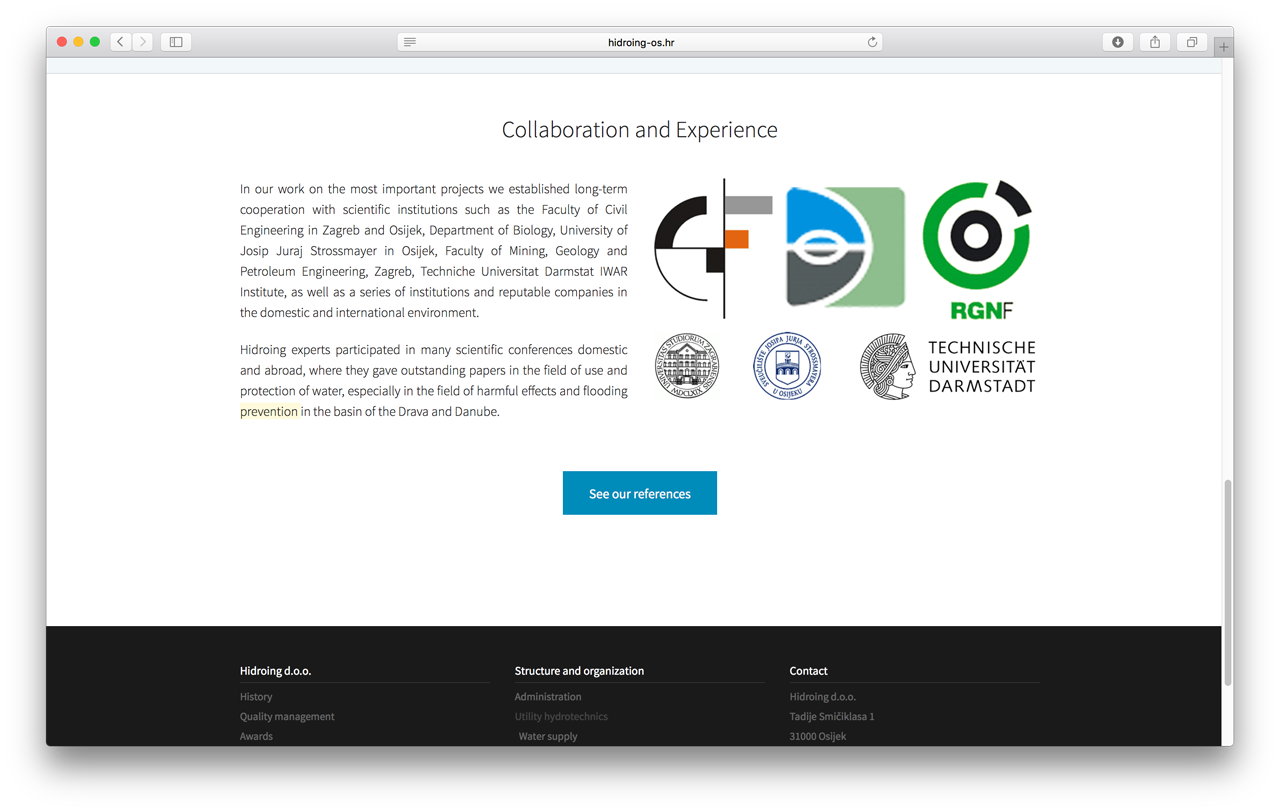 hidroing-os.hr
Collaboration and Experience
In our work on the most important projects we established long-term
cooperation with scientific institutions such as the Faculty of Civil
Engineering in Zagreb and Osijek, Department of Biology, University of
Josip Juraj Strossmayer in Osijek, Faculty of Mining, Geology and
Petroleum Engineering, Zagreb, Techniche Universitat Darmstat IWAR
Institute, as well as a series of institutions and reputable companies in
the domestic and international environment.
Hidroing experts participated in many scientific conferences domestic
and abroad, where they gave outstanding papers in the field of use and
protection of water, especially in the field of harmful effects and flooding
prevention in the basin of the Drava and Danube.
RGNF
UNIVERSITAS STUDIORUM ZAGRABIENSIS
MDCLXIX
SVEUČILIŠTE JOSIPA JURJA STROSSMAYERA
U OSIJEKU
TECHNISCHE
UNIVERSITÄT
DARMSTADT
See our references
Hidroing d.o.o.
History
Quality management
Awards
Structure and organization
Administration
Utility hydrotechnics
Water supply
Contact
Hidroing d.o.o.
Tadije Smičiklasa 1
31000 Osijek